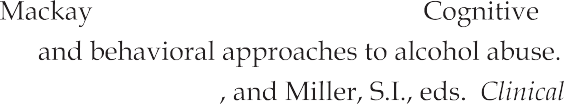 Mackay Cognitive
and behavioral approaches to alcohol abuse.
, and Miller, S.I., eds. Clinical